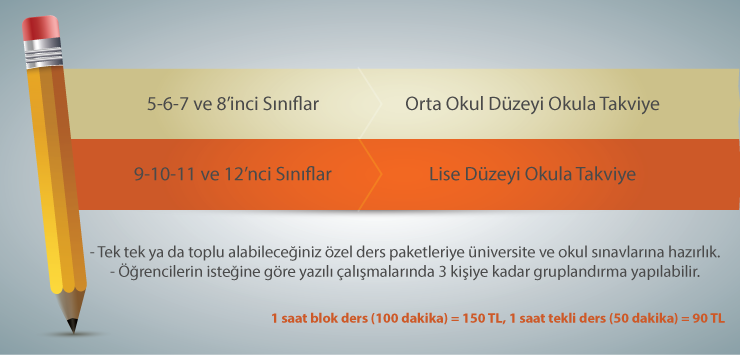 5-6-7 ve 8'inci Sınıflar
Orta Okul Düzeyi Okula Takviye
9-10-11 ve 12'nci Sınıflar
Lise Düzeyi Okula Takviye
- Tek tek ya da toplu alabileceğiniz özel ders paketleriye üniversite ve okul sınavlarına hazırlık.
- Öğrencilerin isteğine göre yazılı çalışmalarında 3 kişiye kadar gruplandırma yapılabilir.
1 saat blok ders (100 dakika) = 150 TL, 1 saat tekli ders (50 dakika) = 90 TL